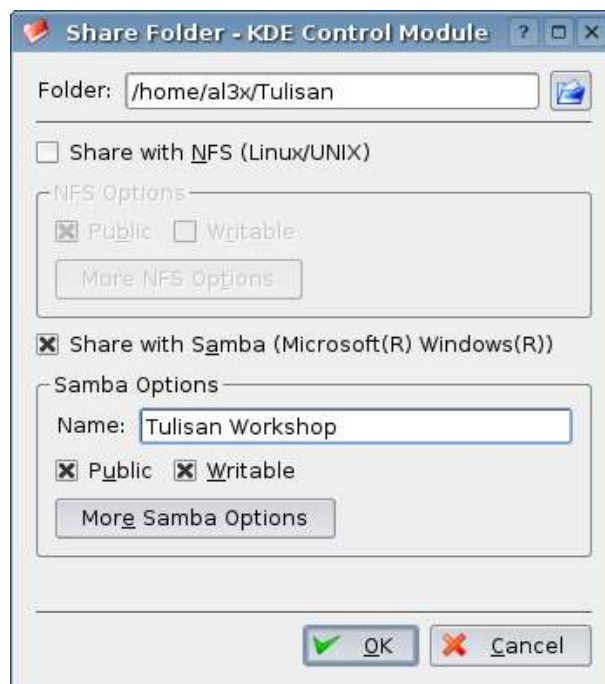 Share Folder - KDE Control Module
Folder: /home/al3x/Tulisan
Share with NFS (Linux/UNIX)
NFS Options
Public Writable
More NFS Options
Share with Samba (Microsoft(R) Windows(R))
Samba Options
Name: Tulisan Workshop
Public Writable
More Samba Options
OK Cancel